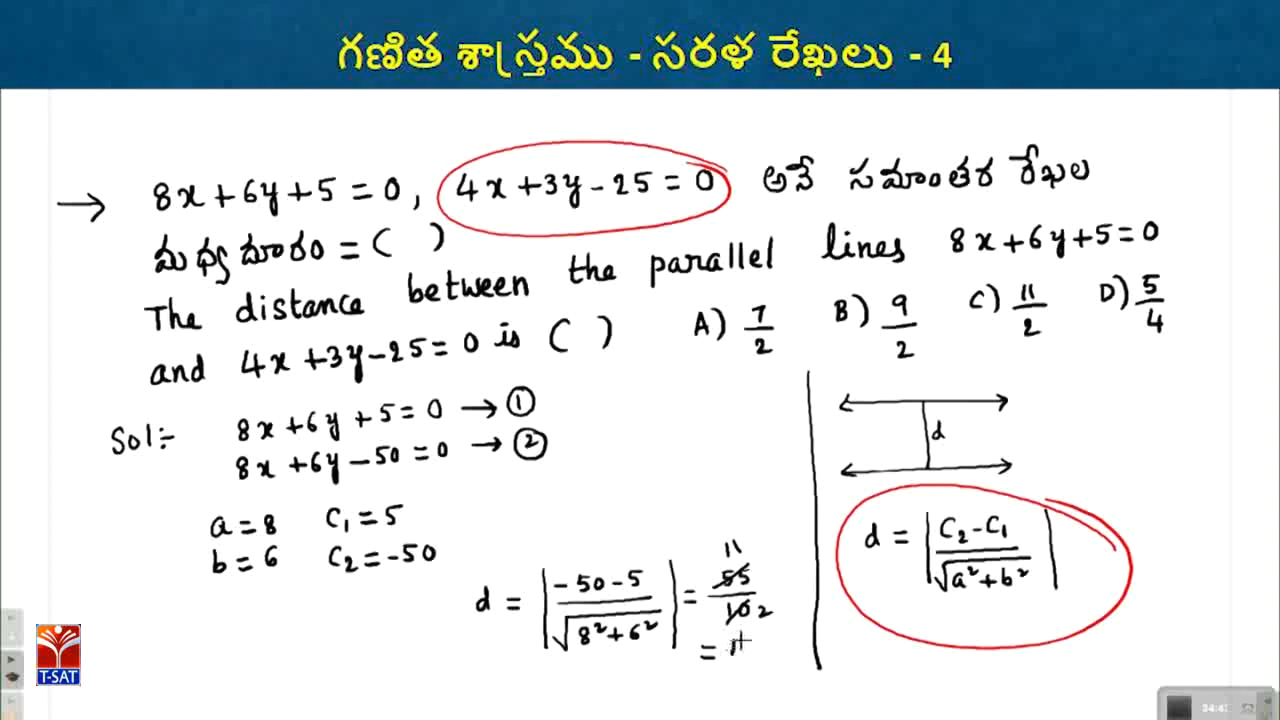 గణిత శాస్త్రము - సరళ రేఖలు - 4
→ 8x + 6y + 5 = 0, 4x + 3y - 25 = 0 అనే సమాంతర రేఖల
మధ్య దూరం = ( )
The distance between the parallel lines 8x + 6y + 5 = 0
and 4x + 3y - 25 = 0 is ( ) A) 7/2 B) 9/2 C) 11/2 D) 5/4
Sol:- 8x + 6y + 5 = 0 → ①
8x + 6y - 50 = 0 → ②
a = 8 C₁ = 5
b = 6 C₂ = -50
d = |(-50 - 5)/√(8² + 6²)| = 55/10 11 2
=
d
d = |(C₂ - C₁)/√(a² + b²)|
T-SAT